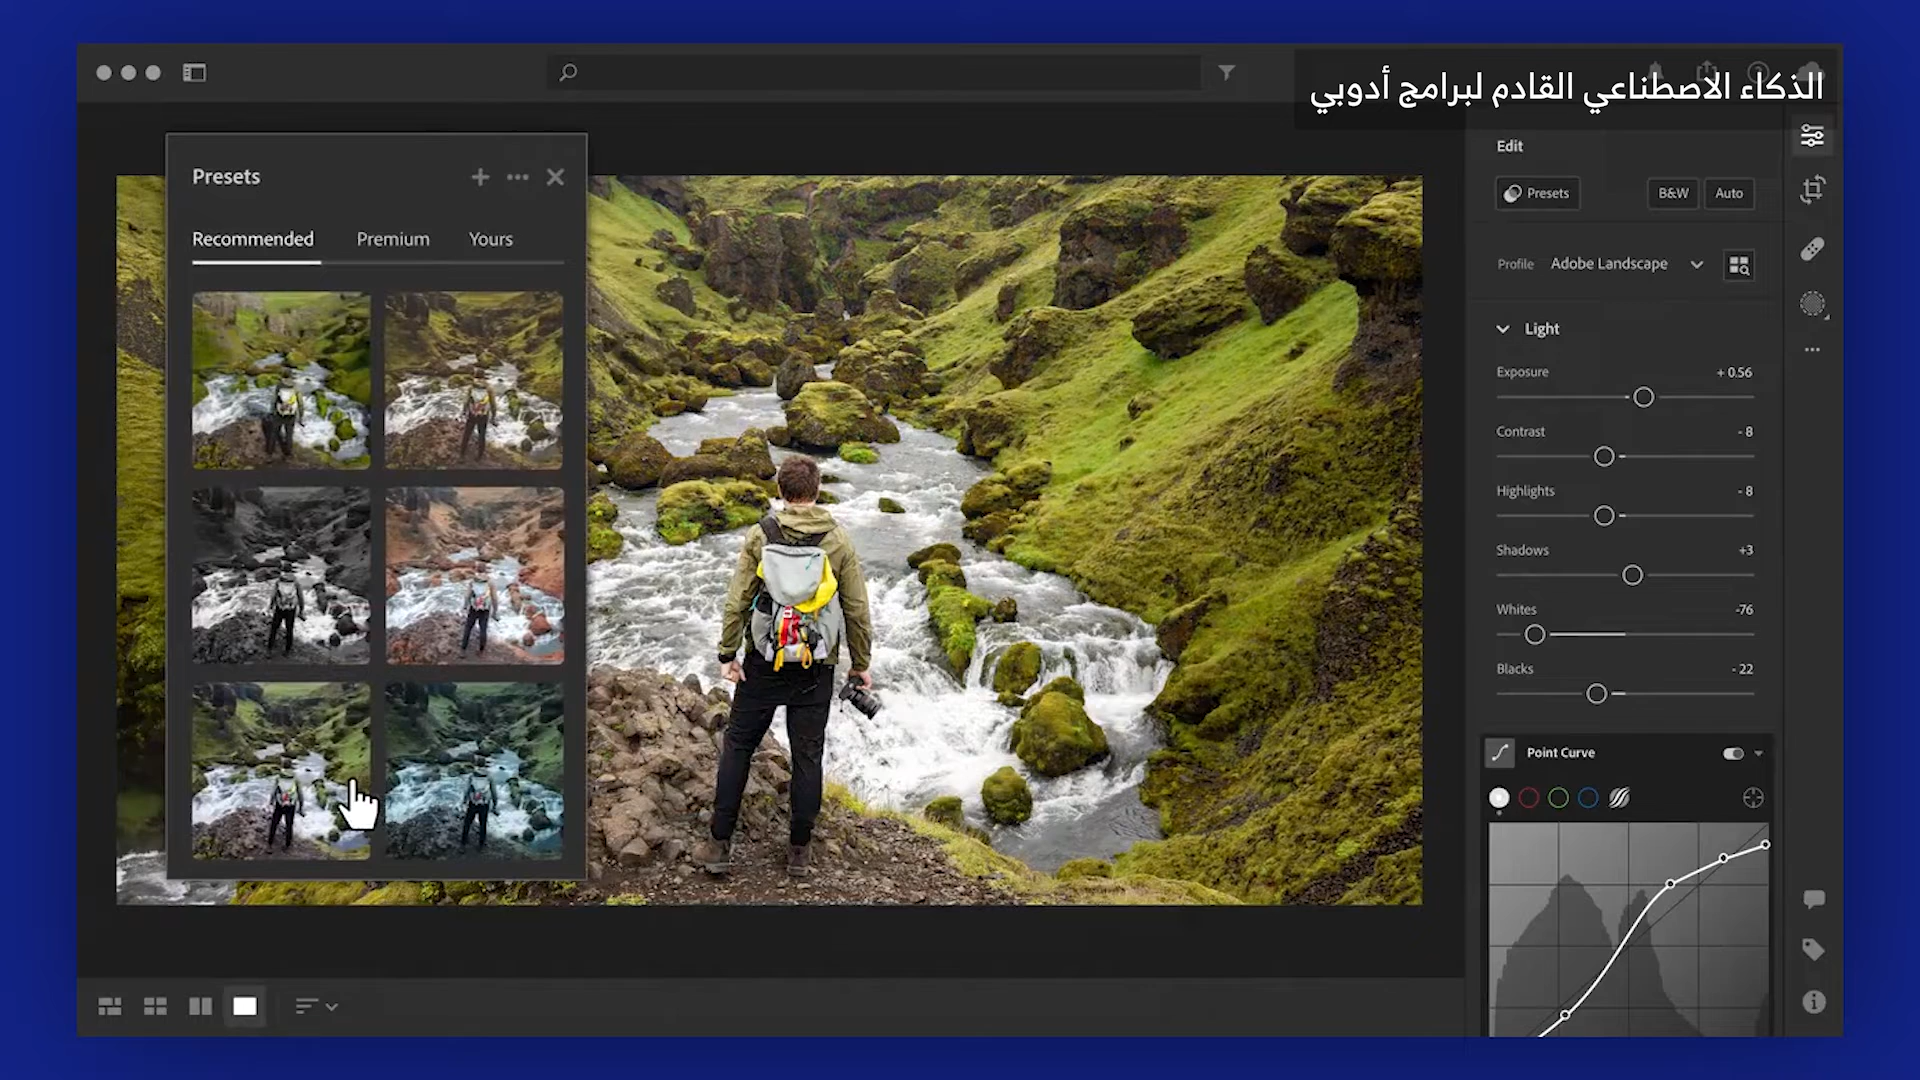 الذكاء الاصطناعي القادم لبرامج أدوبي
Presets
Recommended Premium Yours
Edit
Presets B&W Auto
Profile Adobe Landscape
Light
Exposure + 0.56
Contrast - 8
Highlights - 8
Shadows +3
Whites -76
Blacks - 22
Point Curve